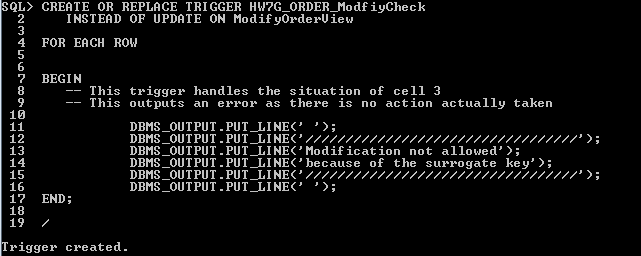 SQL> CREATE OR REPLACE TRIGGER HW7G_ORDER_ModfiyCheck
2 INSTEAD OF UPDATE ON ModifyOrderView
3
4 FOR EACH ROW
5
6
7 BEGIN
8 -- This trigger handles the situation of cell 3
9 -- This outputs an error as there is no action actually taken
10
11 DBMS_OUTPUT.PUT_LINE(' ');
12 DBMS_OUTPUT.PUT_LINE('//////////////////////////////////');
13 DBMS_OUTPUT.PUT_LINE('Modification not allowed');
14 DBMS_OUTPUT.PUT_LINE('because of the surrogate key');
15 DBMS_OUTPUT.PUT_LINE('//////////////////////////////////');
16 DBMS_OUTPUT.PUT_LINE(' ');
17 END;
18
19 /
Trigger created.